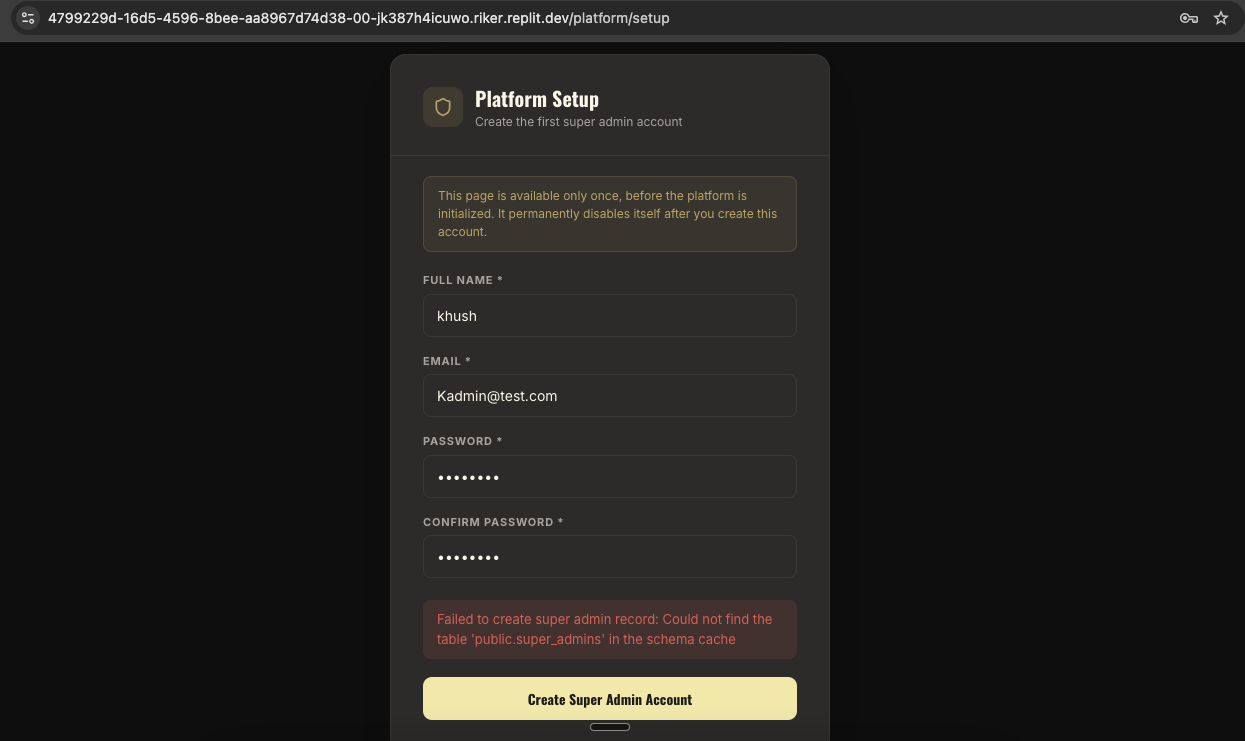 4799229d-16d5-4596-8bee-aa8967d74d38-00-jk387h4icuwo.riker.replit.dev/platform/setup
Platform Setup
Create the first super admin account
This page is available only once, before the platform is
initialized. It permanently disables itself after you create this
account.
FULL NAME *
khush
EMAIL *
Kadmin@test.com
PASSWORD *
••••••••
CONFIRM PASSWORD *
••••••••
Failed to create super admin record: Could not find the
table 'public.super_admins' in the schema cache
Create Super Admin Account